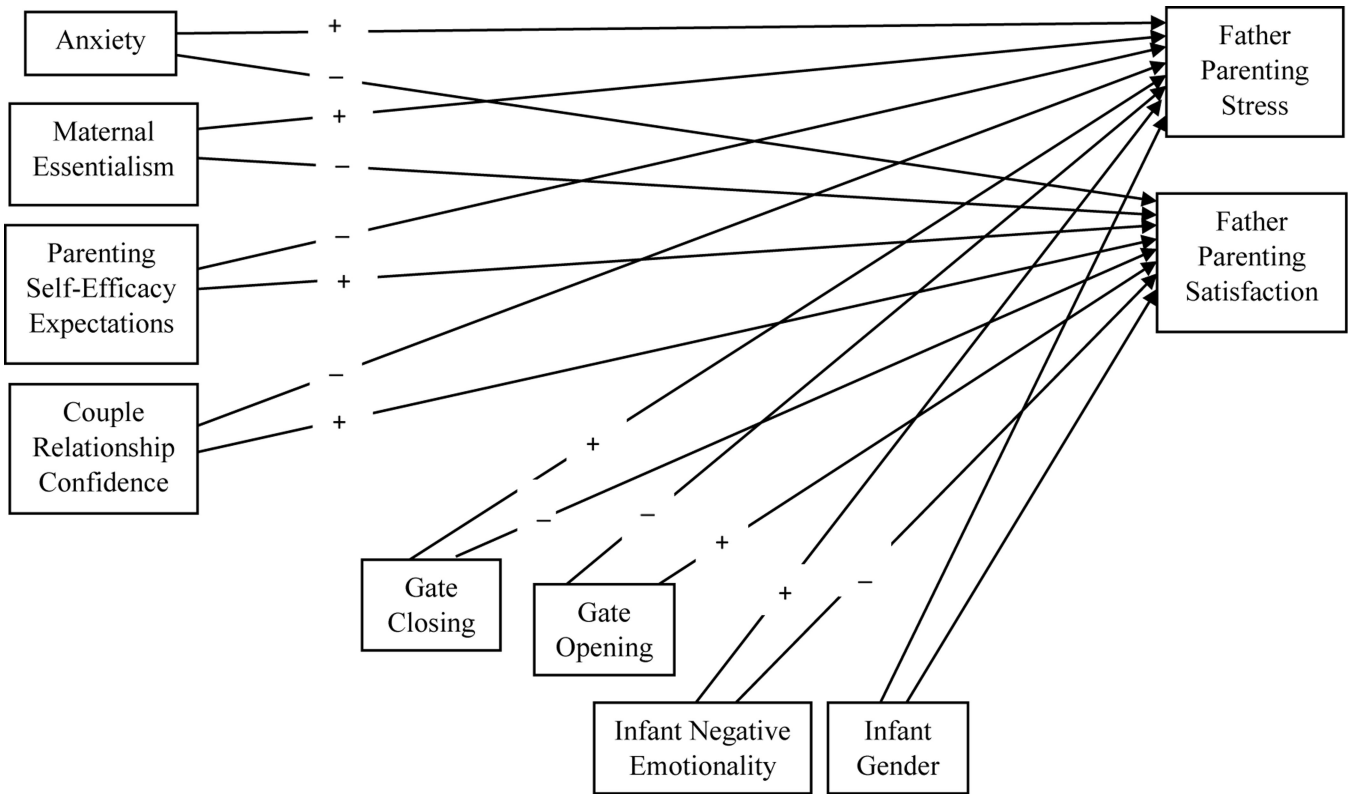 Anxiety
+
–
Maternal
Essentialism
+
–
Parenting
Self-Efficacy
Expectations
–
+
Couple
Relationship
Confidence
–
+
Father
Parenting
Stress
Father
Parenting
Satisfaction
Gate
Closing
+
–
Gate
Opening
–
+
Infant Negative
Emotionality
+
–
Infant
Gender